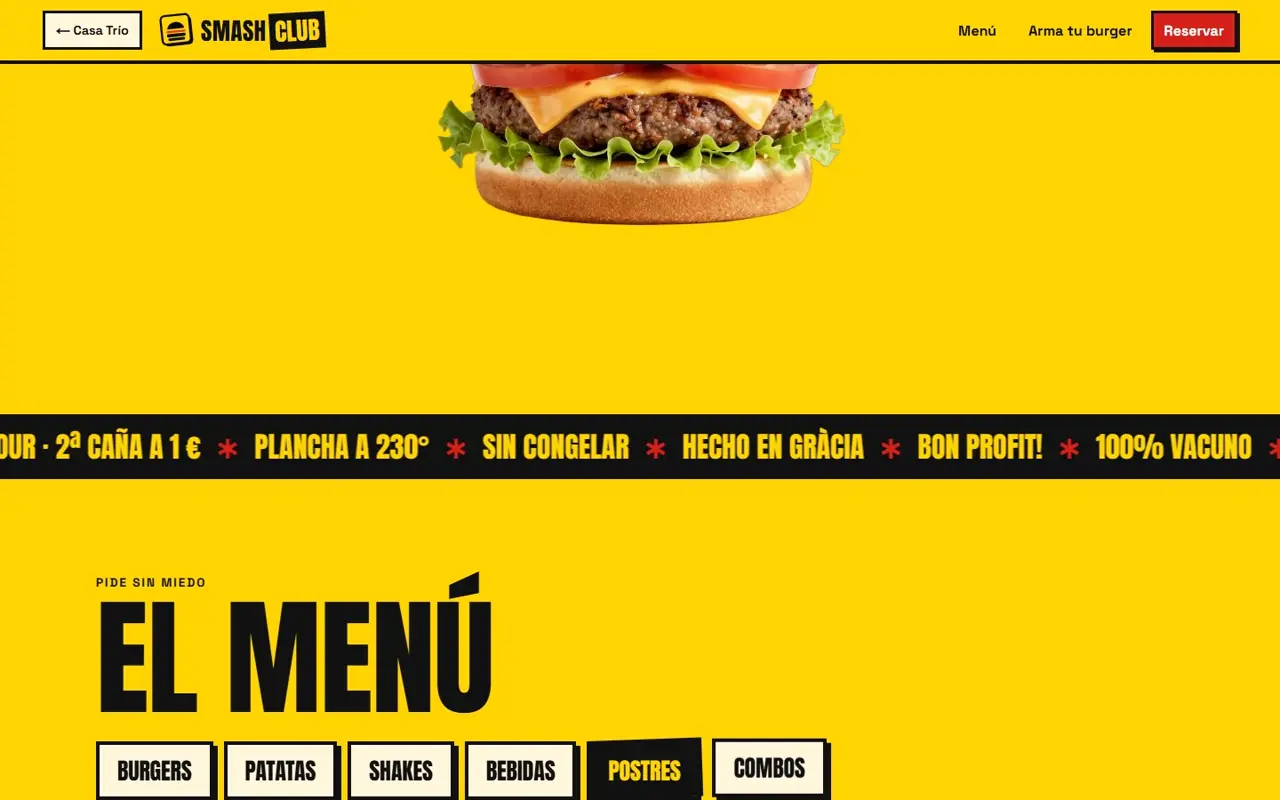 ← Casa Trío
SMASH CLUB
Menú
Arma tu burger
Reservar
OUR · 2ª CAÑA A 1 € * PLANCHA A 230° * SIN CONGELAR * HECHO EN GRÀCIA * BON PROFIT! * 100% VACUNO *
PIDE SIN MIEDO
EL MENÚ
BURGERS
PATATAS
SHAKES
BEBIDAS
POSTRES
COMBOS